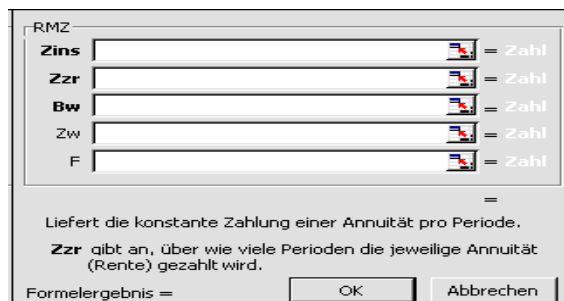 RMZ
Zins = Zahl
Zzr = Zahl
Bw = Zahl
Zw = Zahl
F = Zahl
=
Liefert die konstante Zahlung einer Annuität pro Periode.
Zzr gibt an, über wie viele Perioden die jeweilige Annuität
(Rente) gezahlt wird.
Formelergebnis = OK Abbrechen